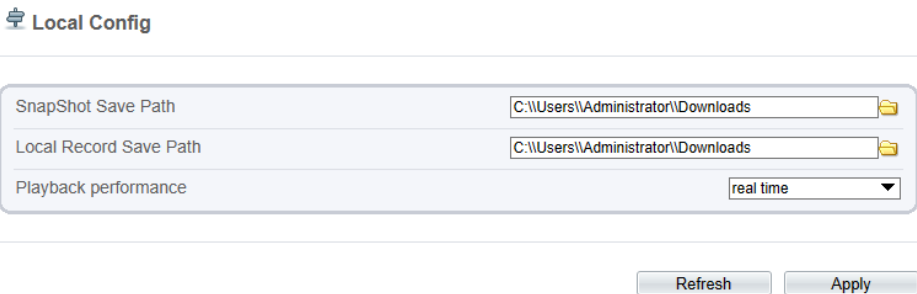 Local Config
SnapShot Save Path C:\\Users\\Administrator\\Downloads
Local Record Save Path C:\\Users\\Administrator\\Downloads
Playback performance real time
Refresh Apply